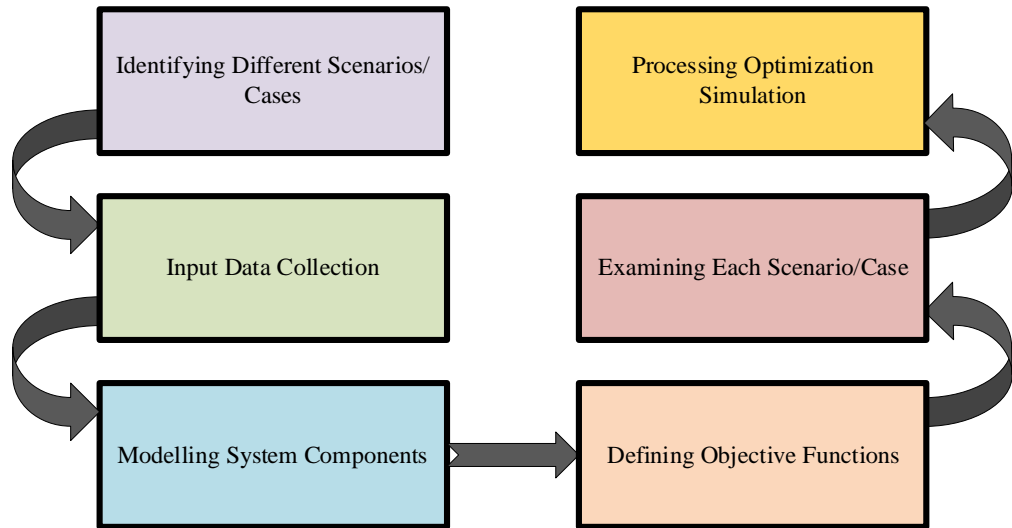 Identifying Different Scenarios/
Cases
Input Data Collection
Modelling System Components
Defining Objective Functions
Examining Each Scenario/Case
Processing Optimization
Simulation